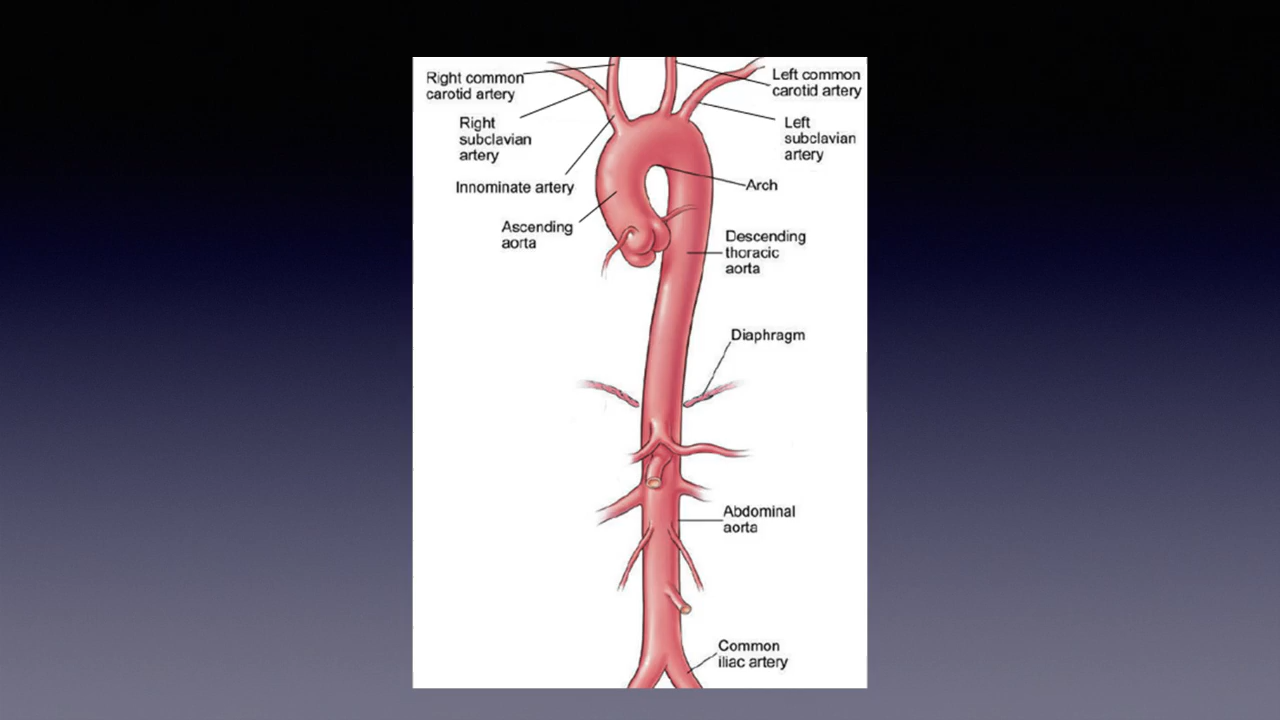 Right common
carotid artery
Left common
carotid artery
Right
subclavian
artery
Left
subclavian
artery
Innominate artery
Arch
Ascending
aorta
Descending
thoracic
aorta
Diaphragm
Abdominal
aorta
Common
iliac artery